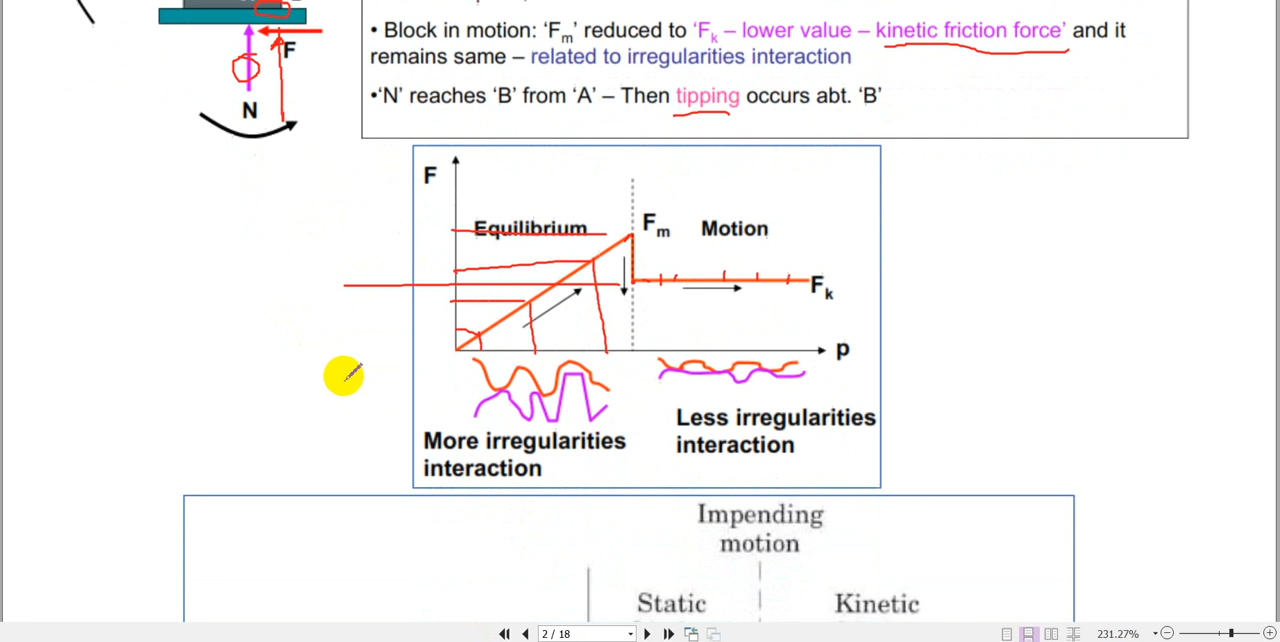 F
N
• Block in motion: ‘Fm’ reduced to ‘Fk – lower value – kinetic friction force’ and it
remains same – related to irregularities interaction
•‘N’ reaches ‘B’ from ‘A’ – Then tipping occurs abt. ‘B’
F
Equilibrium
Fm
Motion
Fk
p
More irregularities
interaction
Less irregularities
interaction
Impending
motion
Static
Kinetic
2 / 18
231.27%